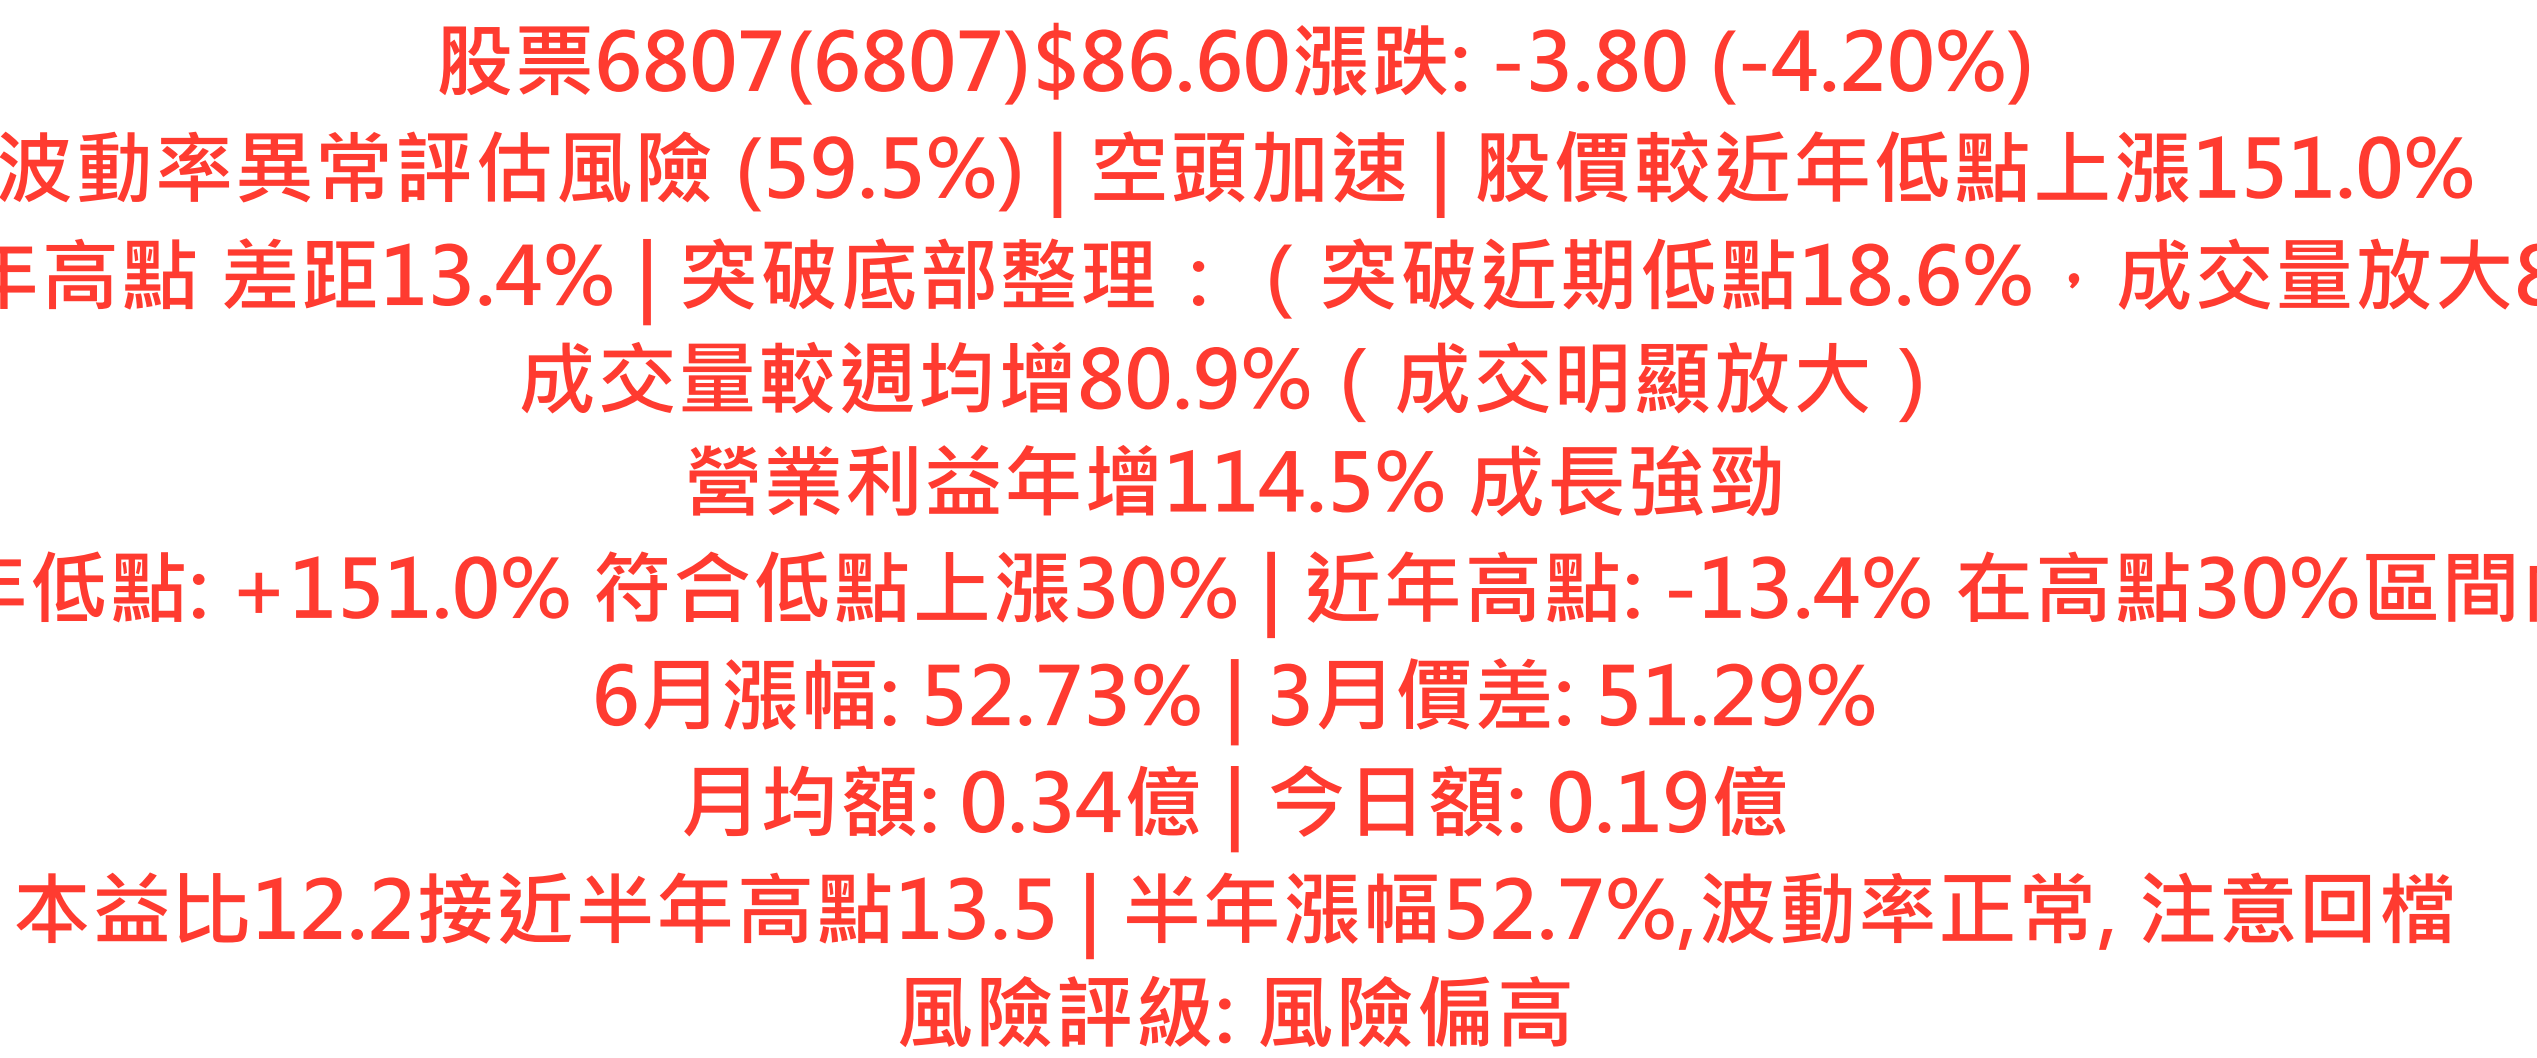 股票6807(6807)$86.60漲跌: -3.80 (-4.20%)
波動率異常評估風險 (59.5%) | 空頭加速 | 股價較近年低點上漲151.0%
年高點 差距13.4% | 突破底部整理：（突破近期低點18.6%，成交量放大8
成交量較週均增80.9%（成交明顯放大）
營業利益年增114.5% 成長強勁
年低點: +151.0% 符合低點上漲30% | 近年高點: -13.4% 在高點30%區間
6月漲幅: 52.73% | 3月價差: 51.29%
月均額: 0.34億 | 今日額: 0.19億
本益比12.2接近半年高點13.5 | 半年漲幅52.7%,波動率正常, 注意回檔
風險評級: 風險偏高